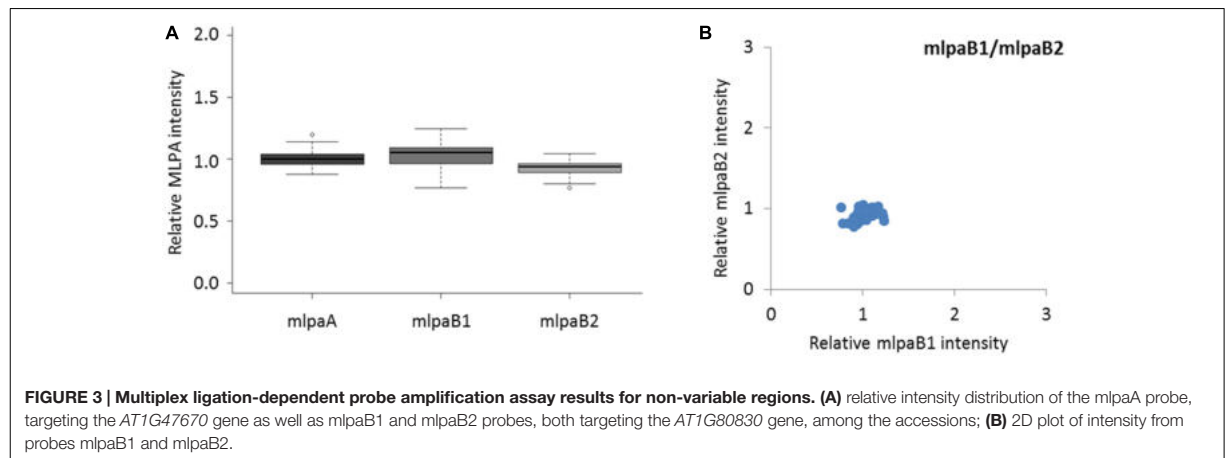 A
2.0
1.5
1.0
0.5
0.0
Relative MLPA intensity
mlpaA
mlpaB1
mlpaB2
B
mlpaB1/mlpaB2
3
2
1
0
Relative mlpaB2 intensity
0
1
2
3
Relative mlpaB1 intensity
FIGURE 3 | Multiplex ligation-dependent probe amplification assay results for non-variable regions. (A) relative intensity distribution of the mlpaA probe,
targeting the AT1G47670 gene as well as mlpaB1 and mlpaB2 probes, both targeting the AT1G80830 gene, among the accessions; (B) 2D plot of intensity from
probes mlpaB1 and mlpaB2.